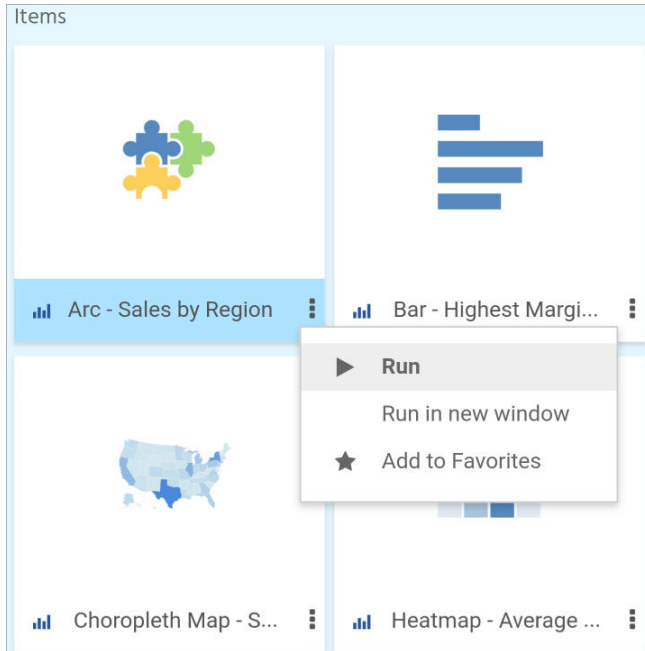 Items
Arc - Sales by Region
Bar - Highest Margi...
Run
Run in new window
Add to Favorites
Choropleth Map - S...
Heatmap - Average ...